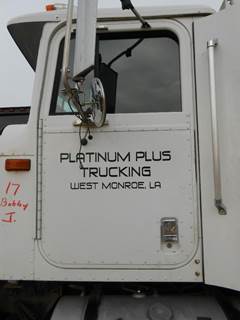 PLATINUM PLUS
TRUCKING
WEST MONROE, LA
17
Bobby
I.